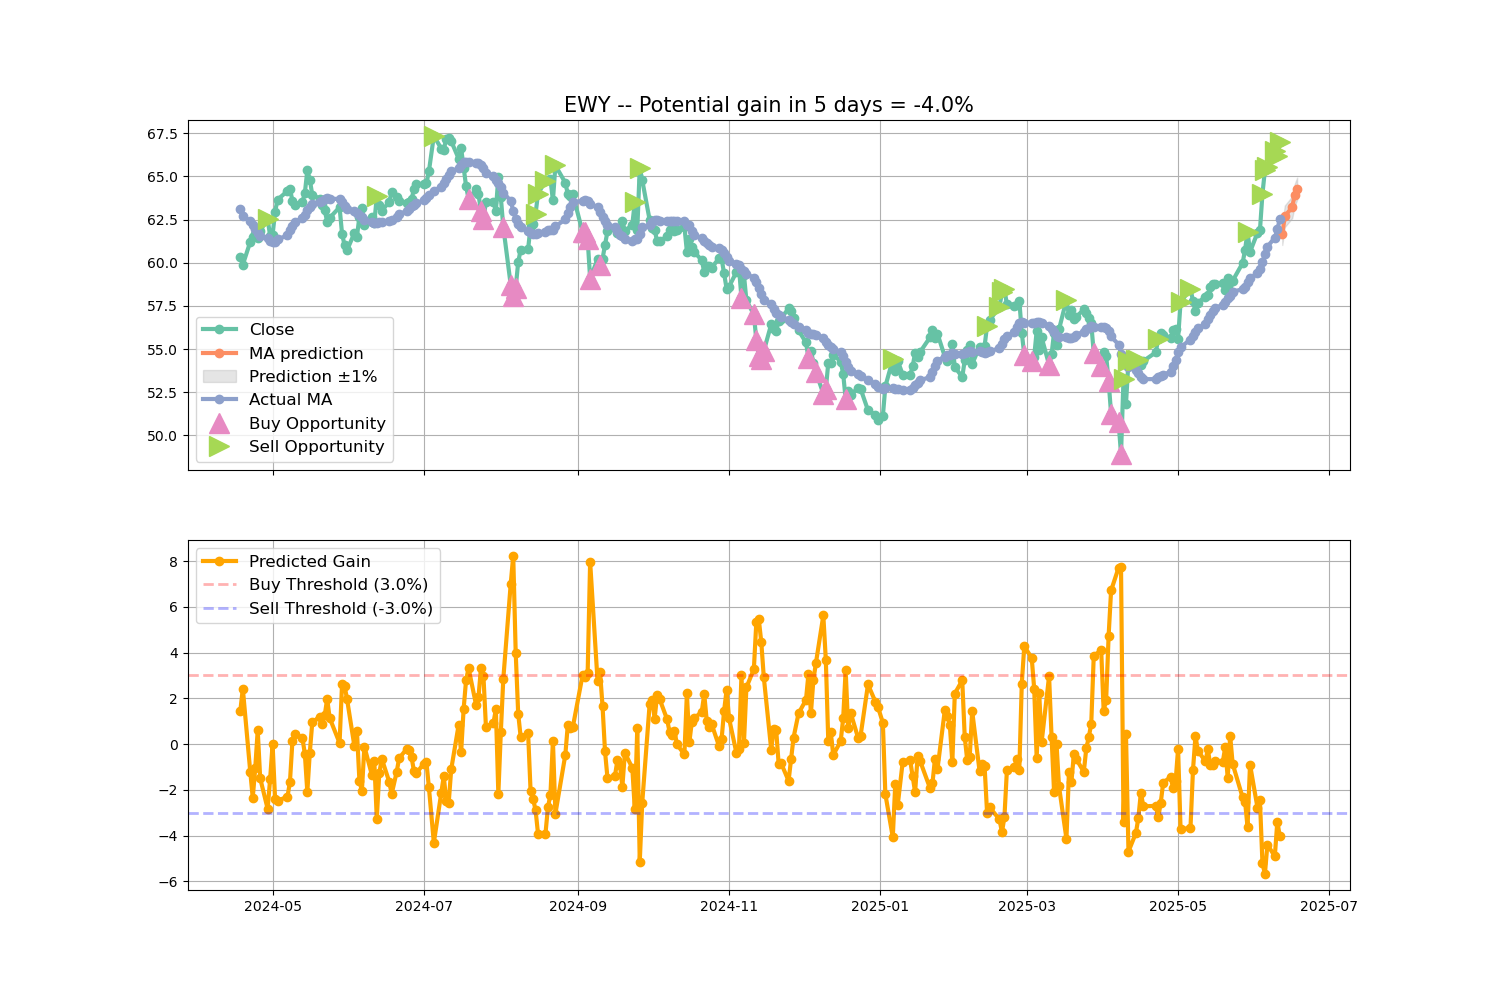 EWY -- Potential gain in 5 days = -4.0%
67.5
65.0
62.5
60.0
57.5
55.0
52.5
50.0
Close
MA prediction
Prediction ±1%
Actual MA
Buy Opportunity
Sell Opportunity
8
6
4
2
0
−2
−4
−6
Predicted Gain
Buy Threshold (3.0%)
Sell Threshold (-3.0%)
2024-05 2024-07 2024-09 2024-11 2025-01 2025-03 2025-05 2025-07